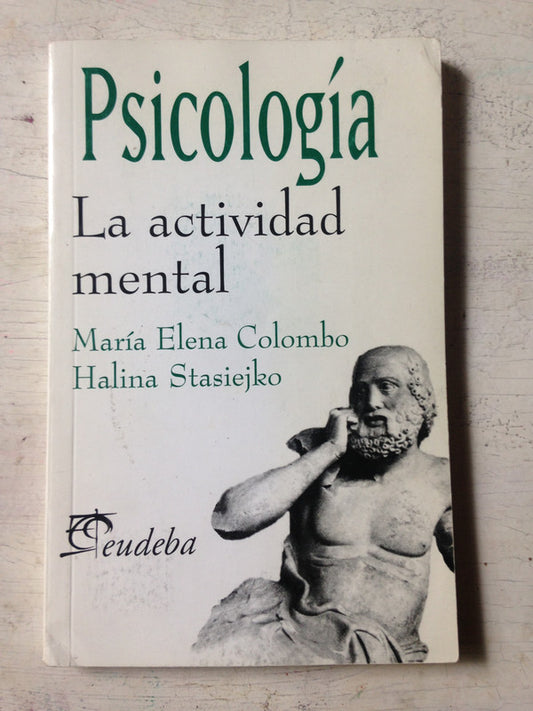 Psicología
La actividad
mental
María Elena Colombo
Halina Stasiejko
eudeba